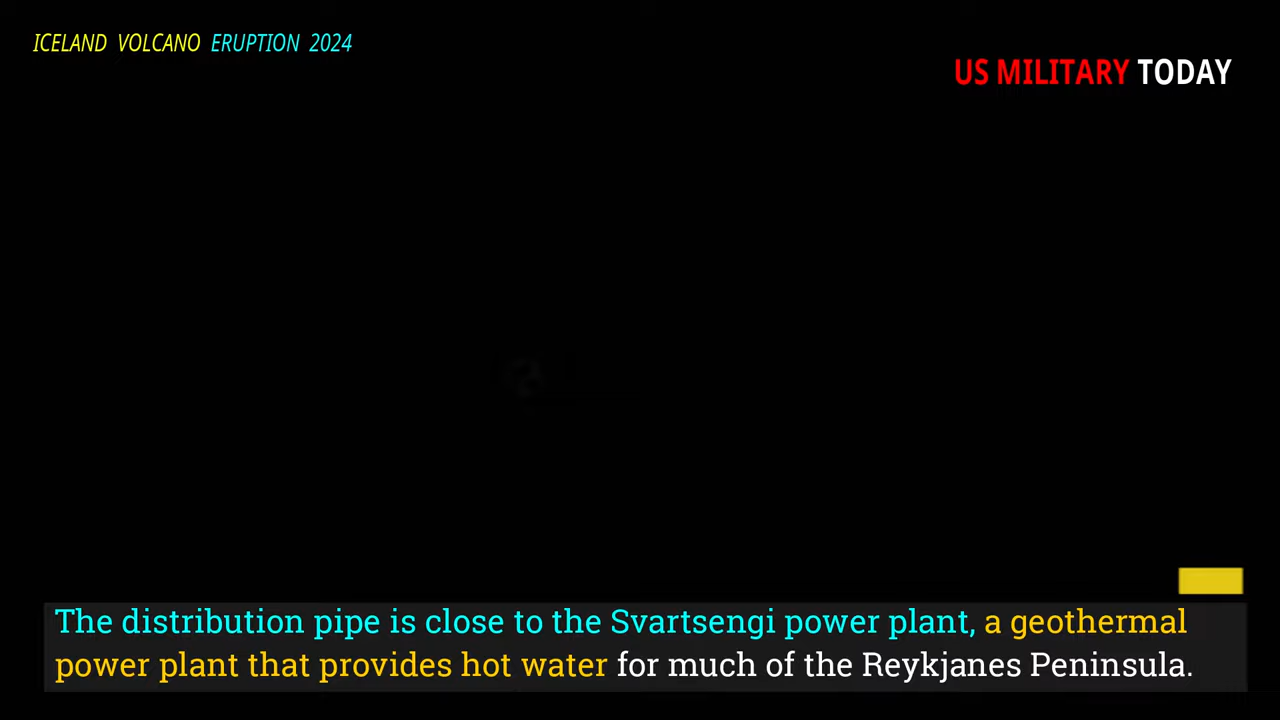 ICELAND VOLCANO ERUPTION 2024
US MILITARY TODAY
The distribution pipe is close to the Svartsengi power plant, a geothermal
power plant that provides hot water for much of the Reykjanes Peninsula.